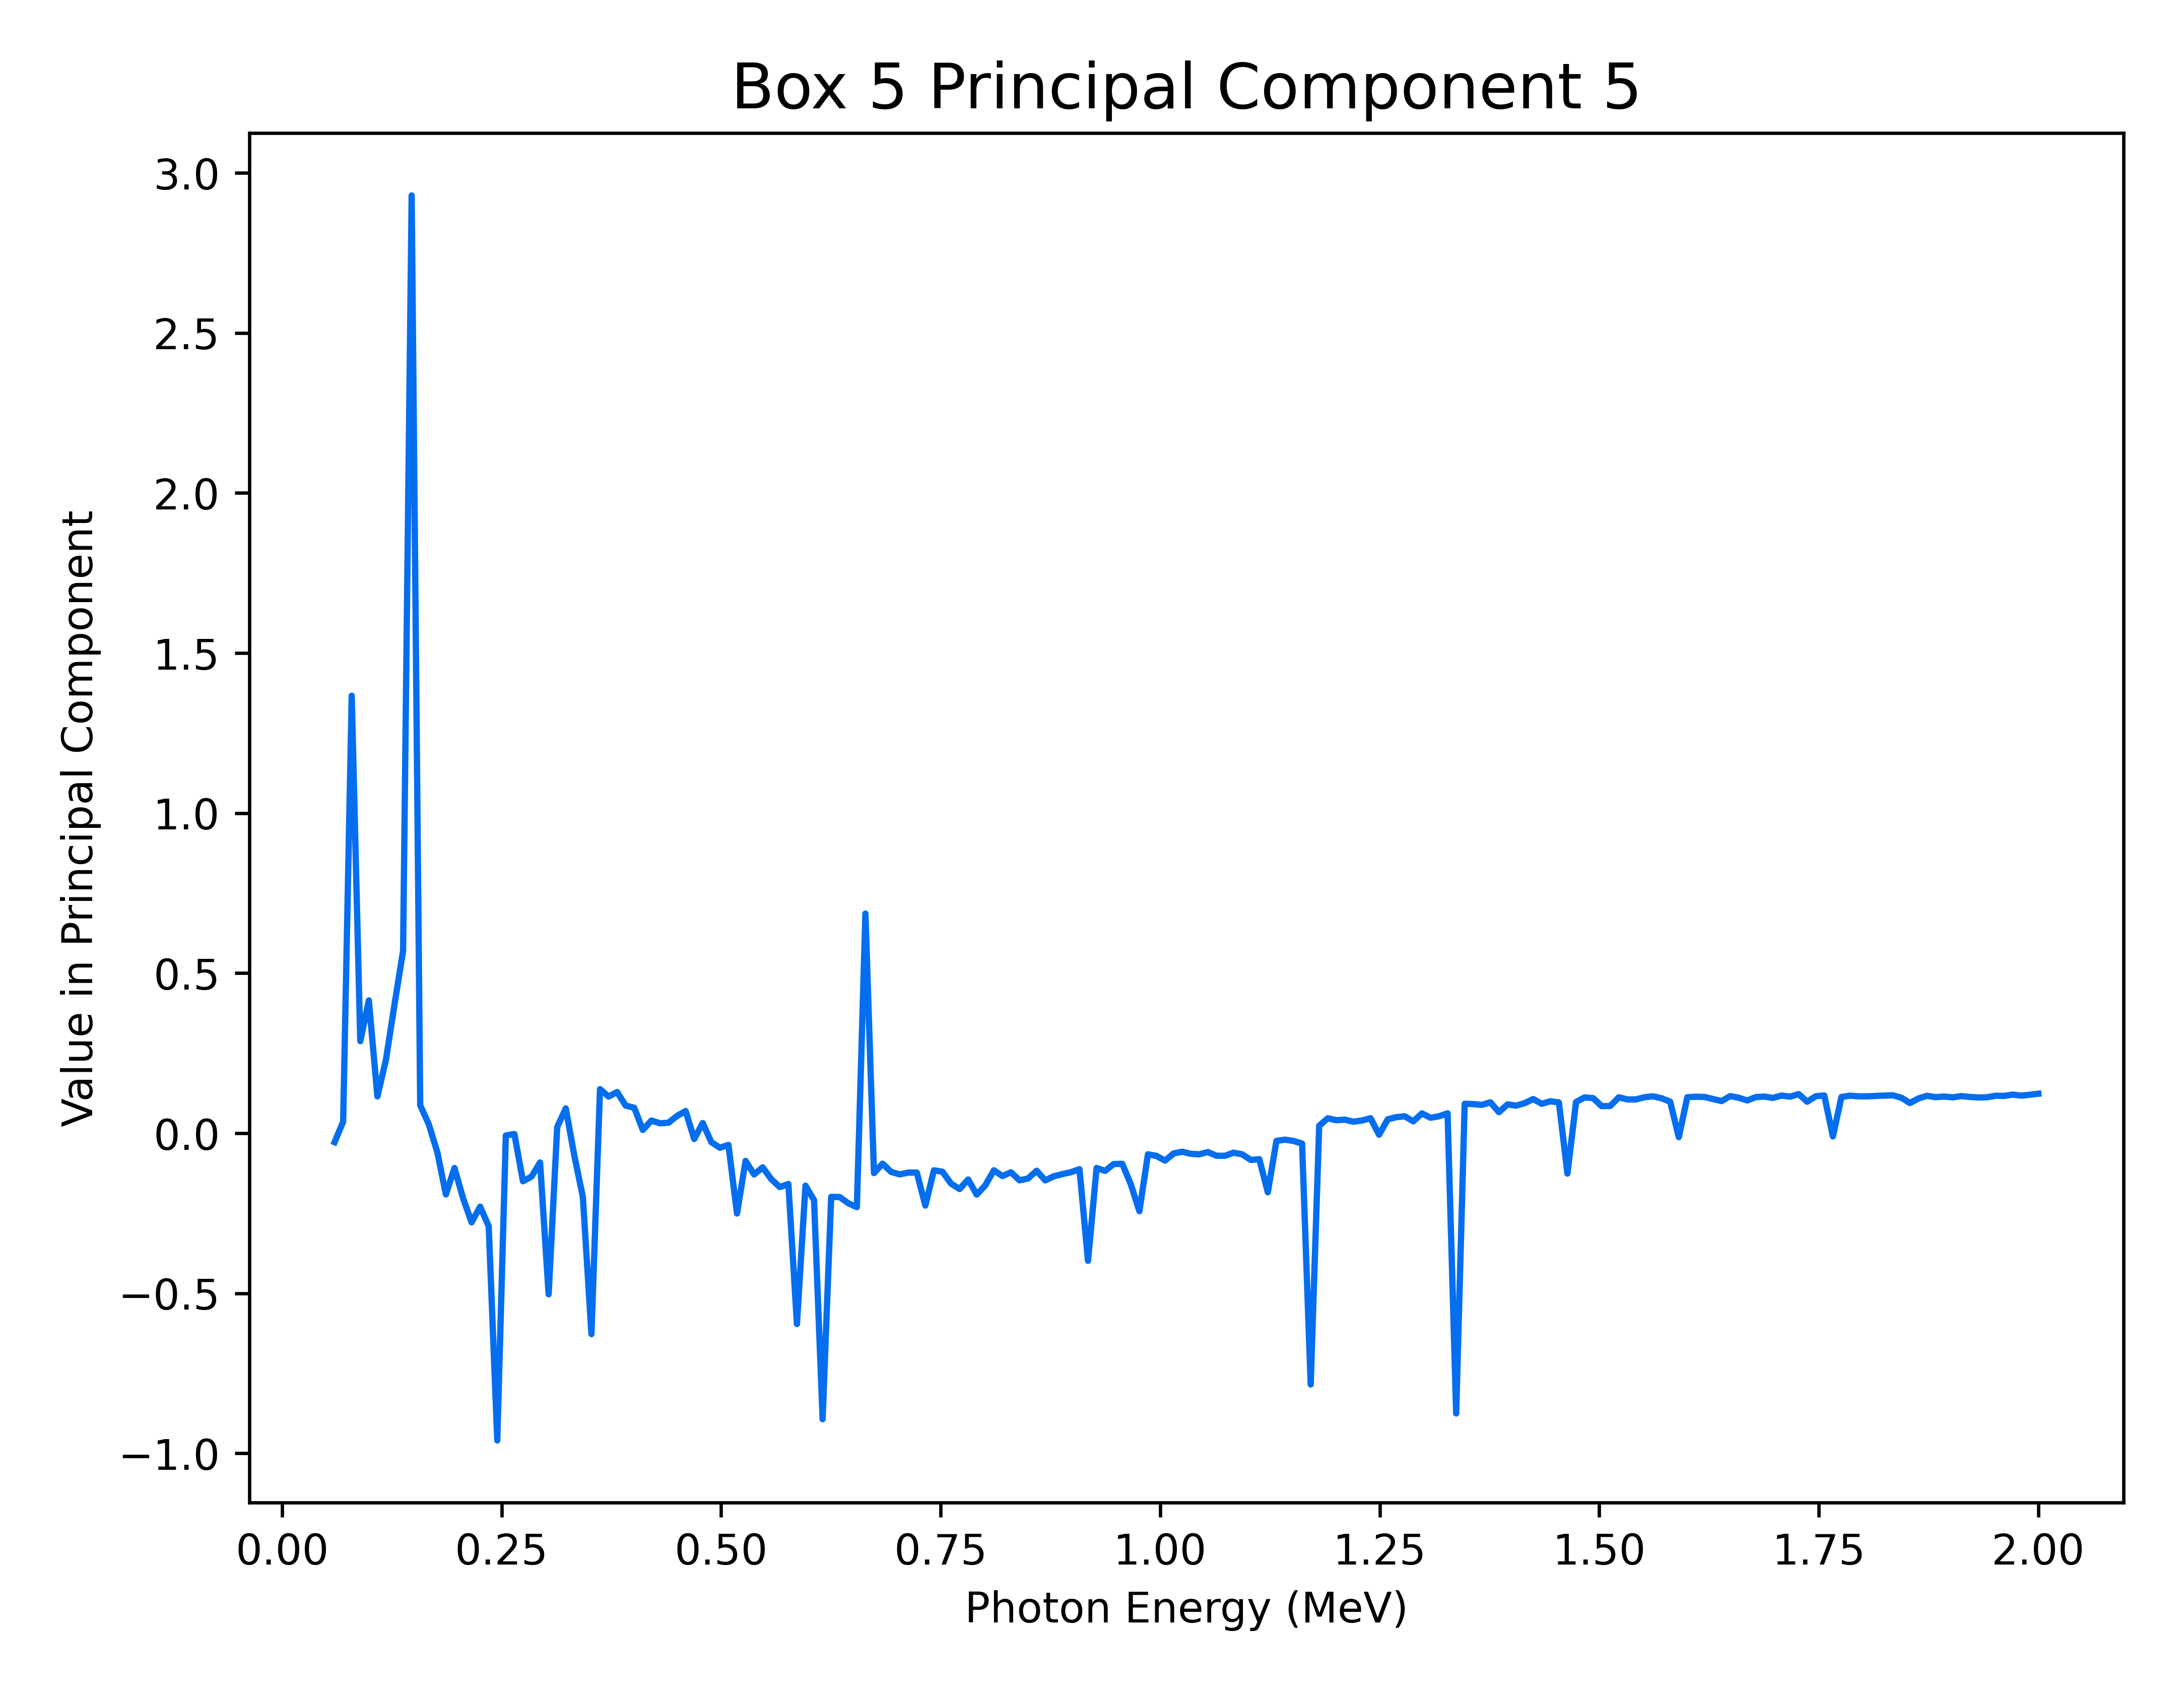 Box 5 Principal Component 5
3.0
2.5
2.0
1.5
1.0
0.5
0.0
−0.5
−1.0
Value in Principal Component
0.00 0.25 0.50 0.75 1.00 1.25 1.50 1.75 2.00
Photon Energy (MeV)